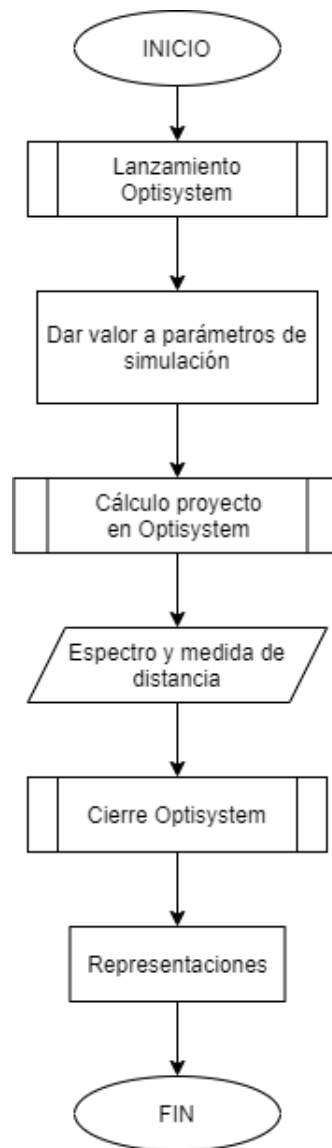 INICIO
Lanzamiento
Optisystem
Dar valor a parámetros de
simulación
Cálculo proyecto
en Optisystem
Espectro y medida de
distancia
Cierre Optisystem
Representaciones
FIN